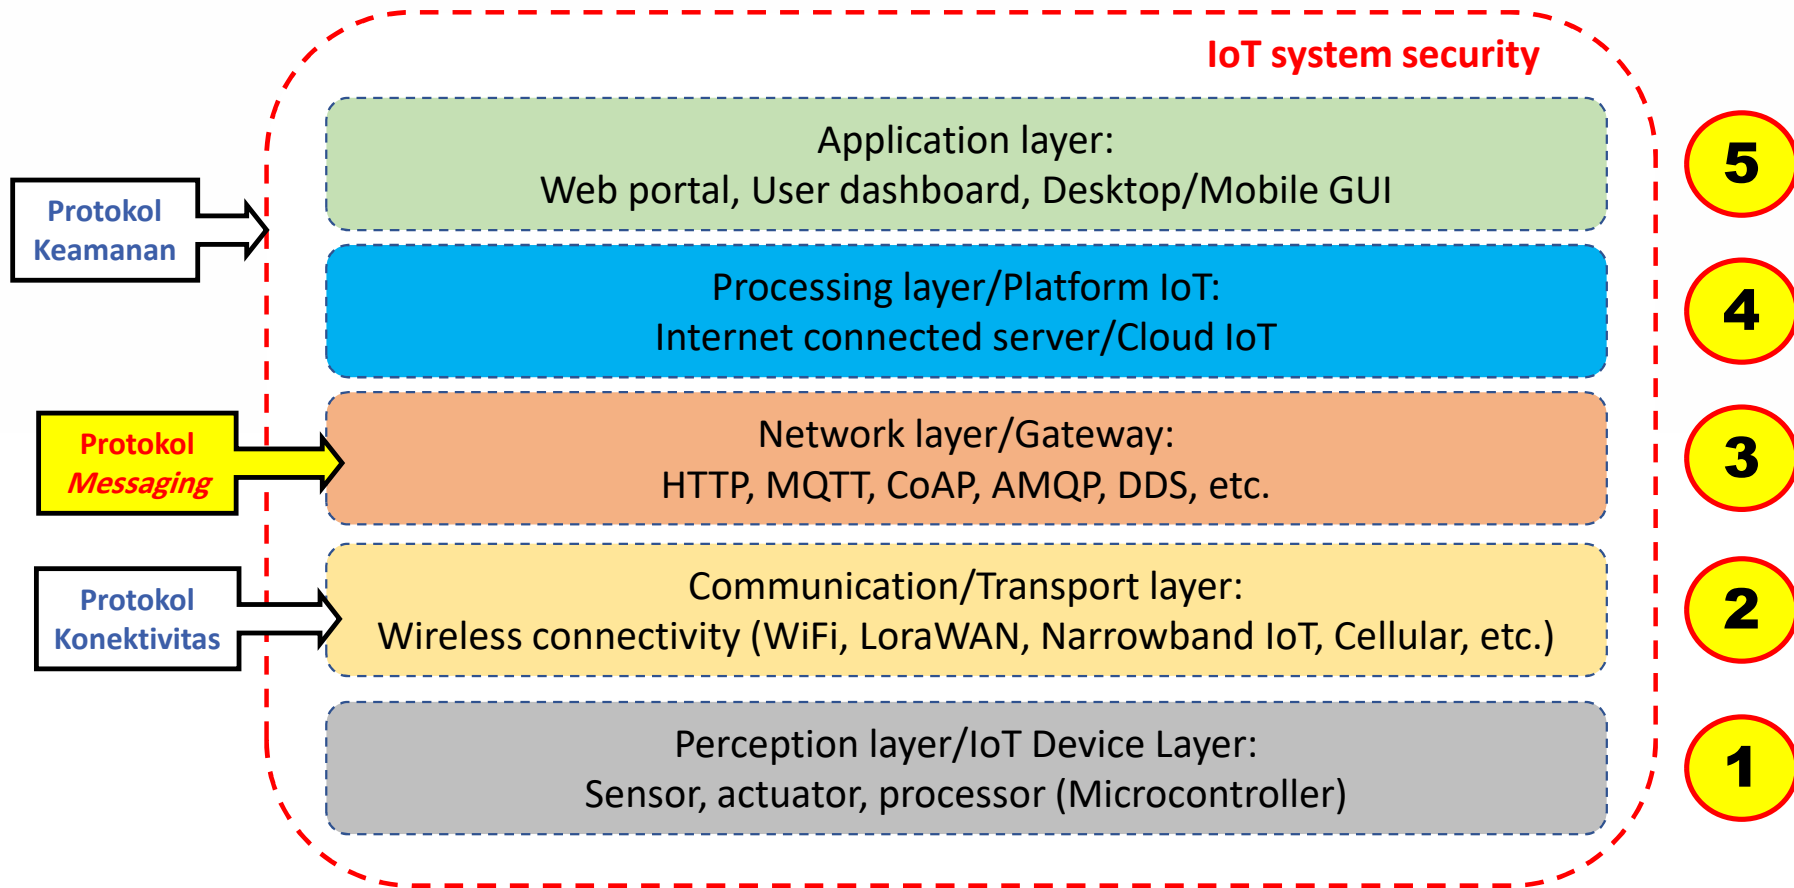 IoT system security
Application layer:
Web portal, User dashboard, Desktop/Mobile GUI
5
Protokol
Keamanan
Processing layer/Platform IoT:
Internet connected server/Cloud IoT
4
Protokol
Messaging
Network layer/Gateway:
HTTP, MQTT, CoAP, AMQP, DDS, etc.
3
Protokol
Konektivitas
Communication/Transport layer:
Wireless connectivity (WiFi, LoraWAN, Narrowband IoT, Cellular, etc.)
2
Perception layer/IoT Device Layer:
Sensor, actuator, processor (Microcontroller)
1